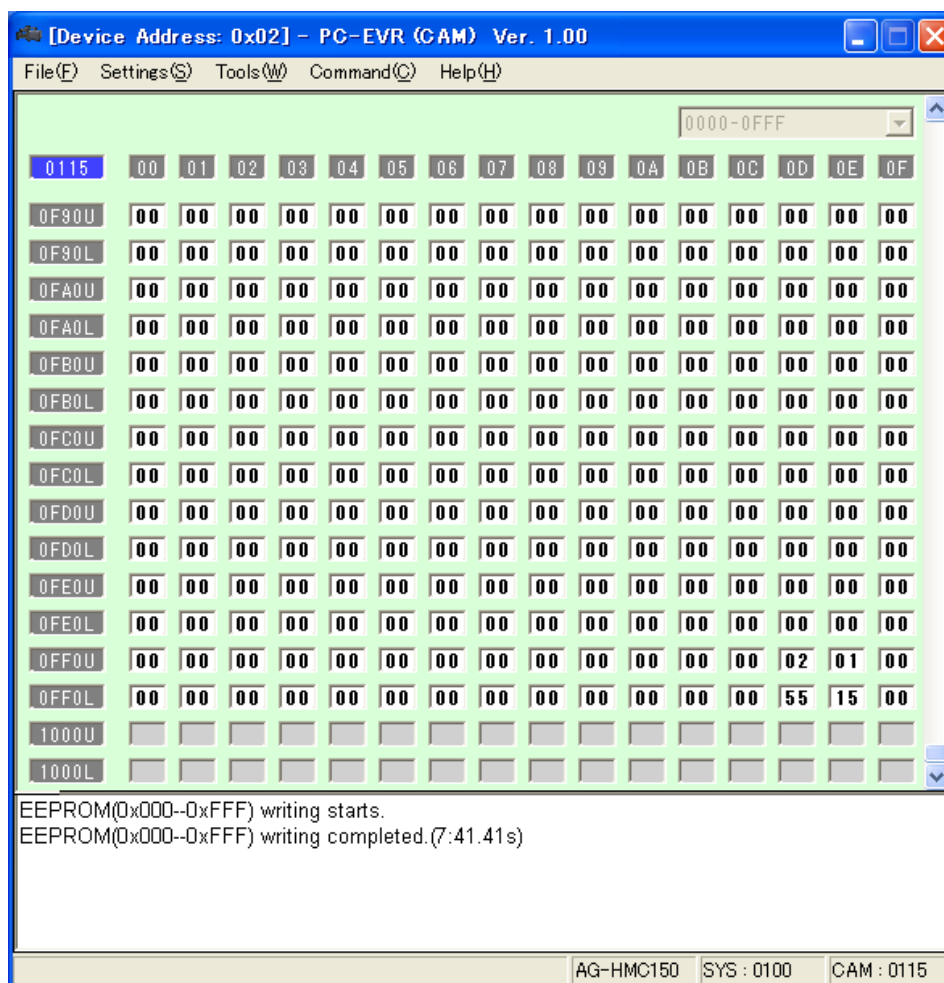 [Device Address: 0x02] - PC-EVR (CAM) Ver. 1.00
File(F) Settings(S) Tools(W) Command(C) Help(H)
0000-0FFF
0115 00 01 02 03 04 05 06 07 08 09 0A 0B 0C 0D 0E 0F
0F90U 00 00 00 00 00 00 00 00 00 00 00 00 00 00 00 00
0F90L 00 00 00 00 00 00 00 00 00 00 00 00 00 00 00 00
0FA0U 00 00 00 00 00 00 00 00 00 00 00 00 00 00 00 00
0FA0L 00 00 00 00 00 00 00 00 00 00 00 00 00 00 00 00
0FB0U 00 00 00 00 00 00 00 00 00 00 00 00 00 00 00 00
0FB0L 00 00 00 00 00 00 00 00 00 00 00 00 00 00 00 00
0FC0U 00 00 00 00 00 00 00 00 00 00 00 00 00 00 00 00
0FC0L 00 00 00 00 00 00 00 00 00 00 00 00 00 00 00 00
0FD0U 00 00 00 00 00 00 00 00 00 00 00 00 00 00 00 00
0FD0L 00 00 00 00 00 00 00 00 00 00 00 00 00 00 00 00
0FE0U 00 00 00 00 00 00 00 00 00 00 00 00 00 00 00 00
0FE0L 00 00 00 00 00 00 00 00 00 00 00 00 00 00 00 00
0FF0U 00 00 00 00 00 00 00 00 00 00 00 00 00 02 01 00
0FF0L 00 00 00 00 00 00 00 00 00 00 00 00 00 55 15 00
1000U
1000L
EEPROM(0x000--0xFFF) writing starts.
EEPROM(0x000--0xFFF) writing completed.(7:41.41s)
AG-HMC150 SYS : 0100 CAM : 0115